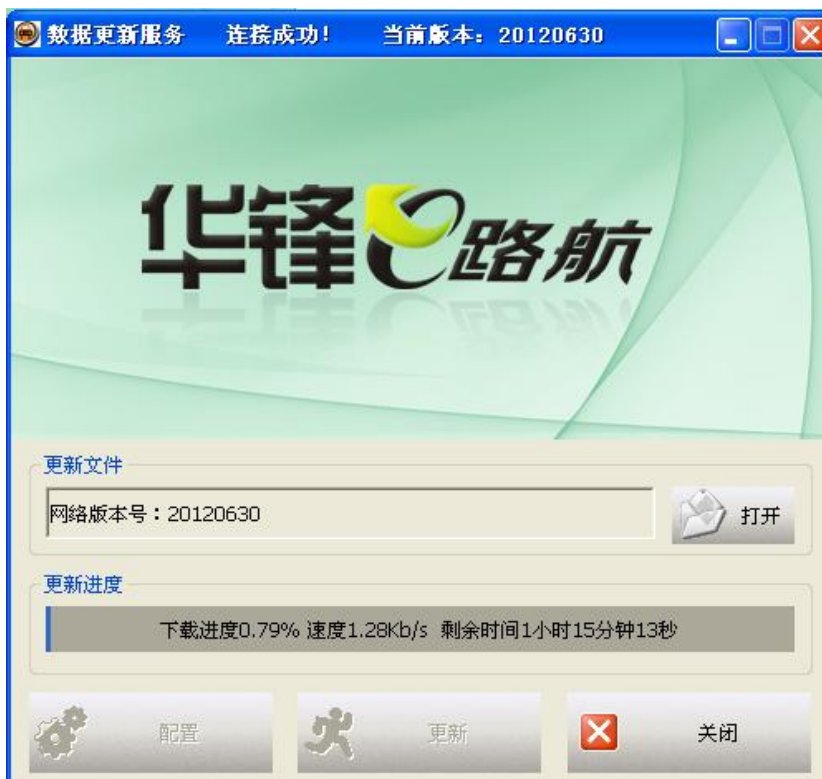 数据更新服务 连接成功! 当前版本：20120630
华锋e路航
更新文件
网络版本号：20120630
打开
更新进度
下载进度0.79% 速度1.28Kb/s 剩余时间1小时15分钟13秒
配置
更新
关闭